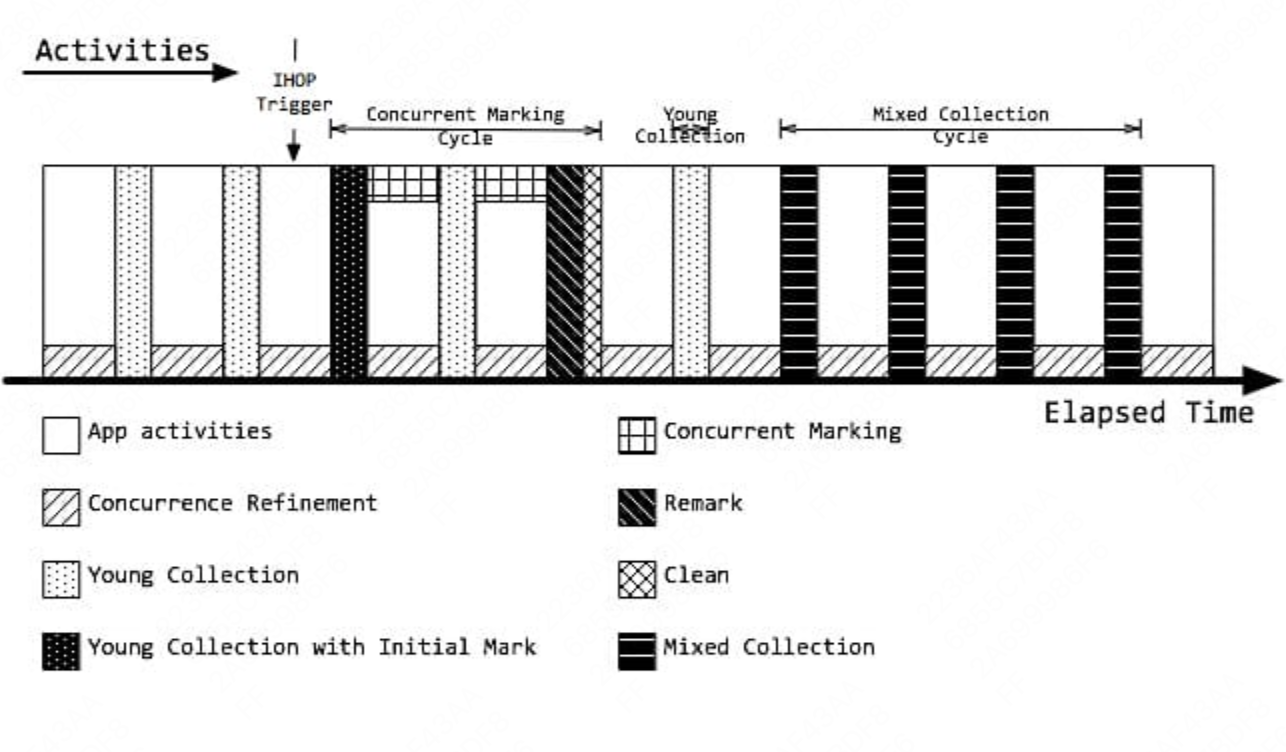 Activities
IHOP
Trigger
Concurrent Marking
Cycle
Young
Collection
Mixed Collection
Cycle
Elapsed Time
App activities
Concurrent Marking
Concurrence Refinement
Remark
Young Collection
Clean
Young Collection with Initial Mark
Mixed Collection